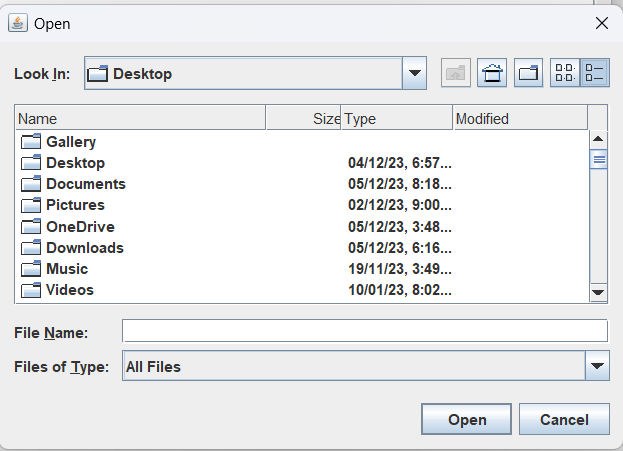 Open
Look In: Desktop
Name Size Type Modified
Gallery
Desktop 04/12/23, 6:57...
Documents 05/12/23, 8:18...
Pictures 02/12/23, 9:00...
OneDrive 05/12/23, 3:48...
Downloads 05/12/23, 6:16...
Music 19/11/23, 3:49...
Videos 10/01/23, 8:02...
File Name:
Files of Type: All Files
Open Cancel